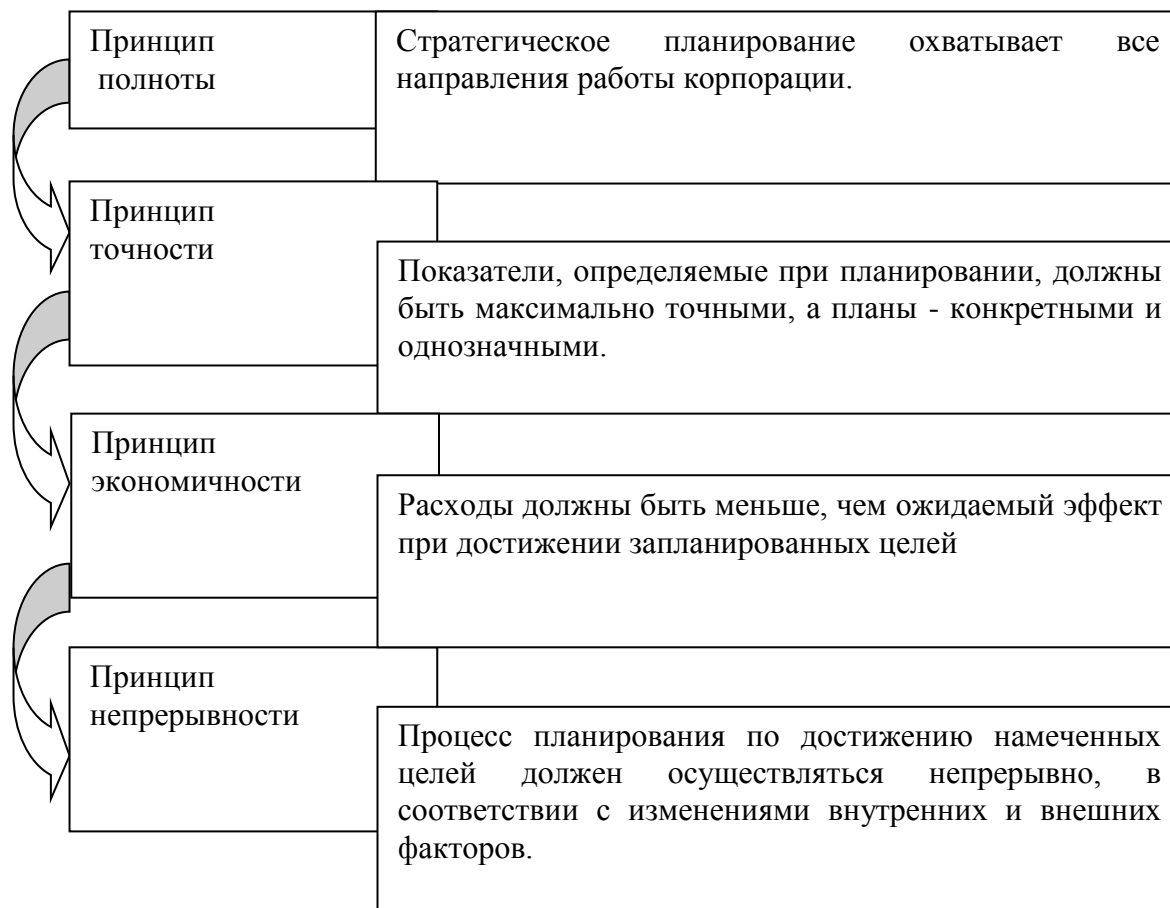 Принцип
полноты
Стратегическое планирование охватывает все
направления работы корпорации.
Принцип
точности
Показатели, определяемые при планировании, должны
быть максимально точными, а планы - конкретными и
однозначными.
Принцип
экономичности
Расходы должны быть меньше, чем ожидаемый эффект
при достижении запланированных целей
Принцип
непрерывности
Процесс планирования по достижению намеченных
целей должен осуществляться непрерывно, в
соответствии с изменениями внутренних и внешних
факторов.